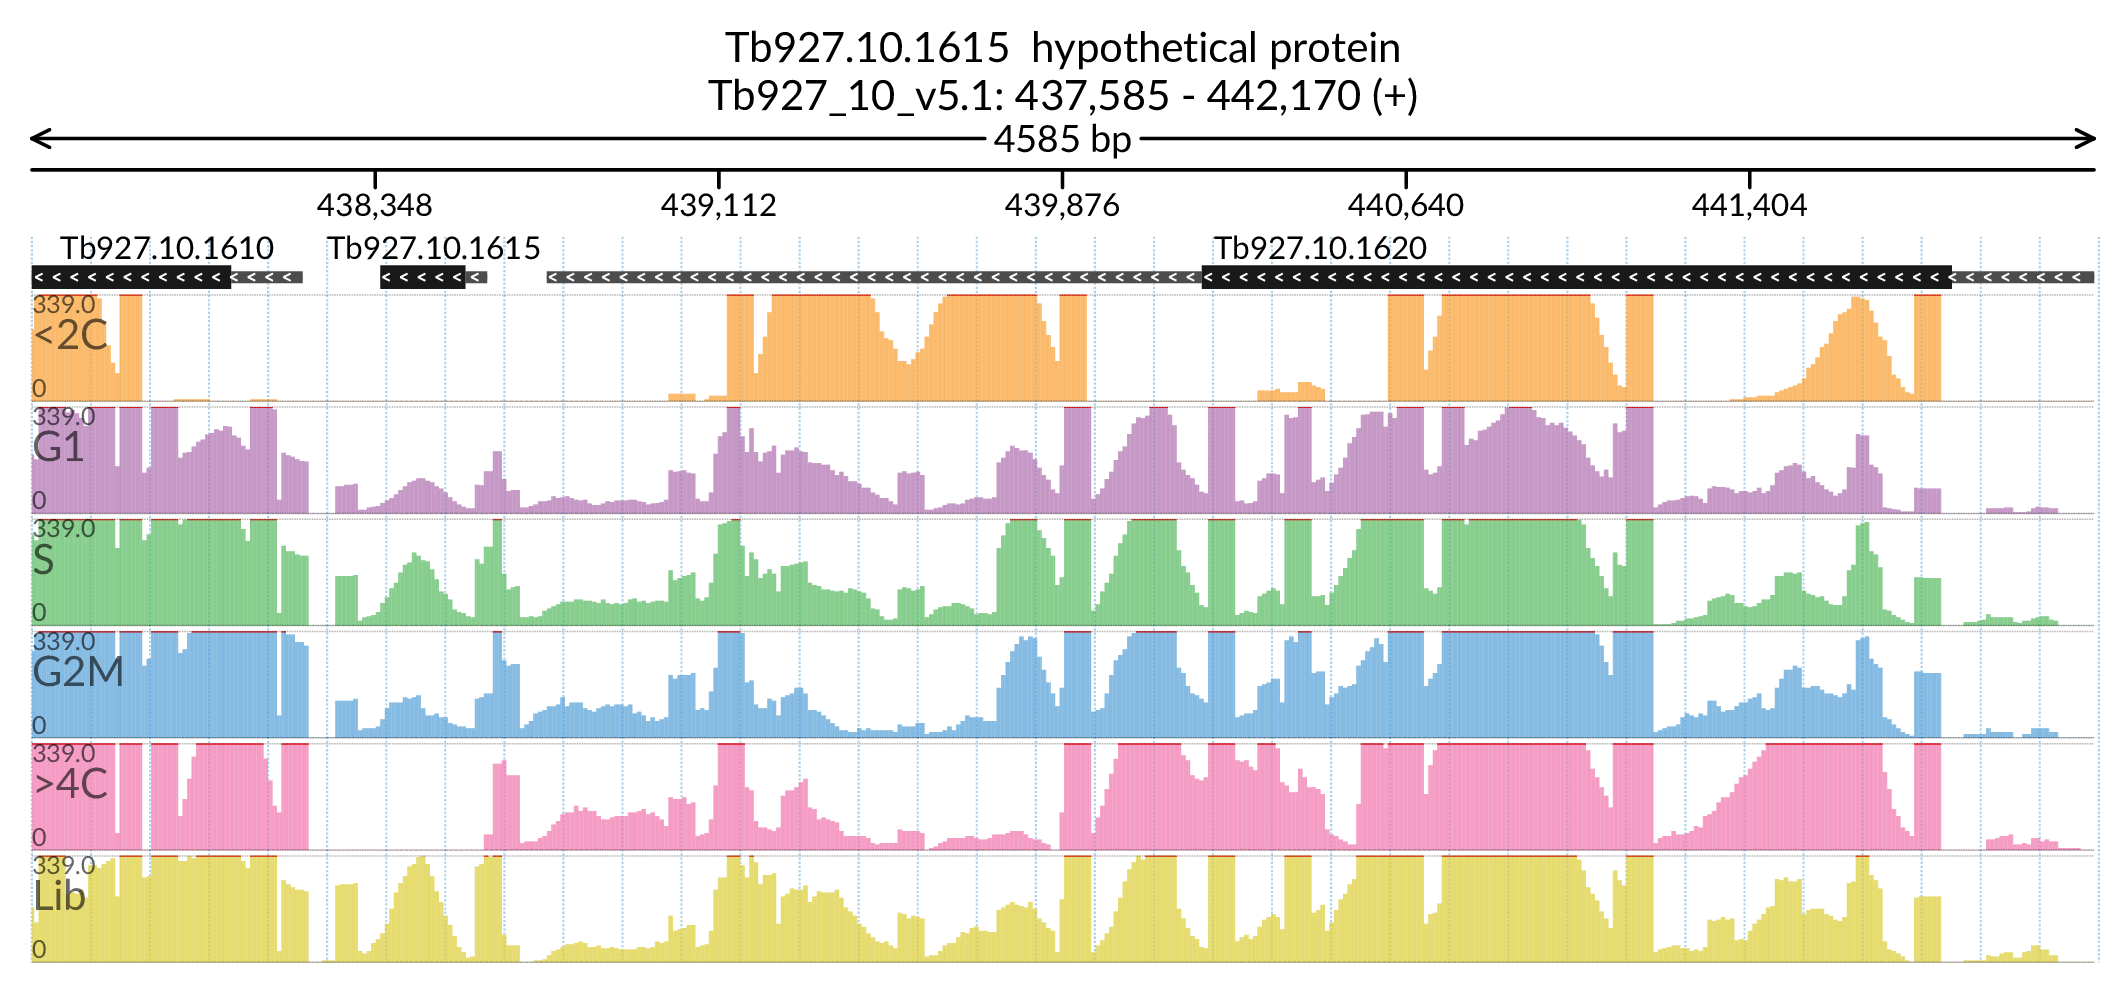 Tb927.10.1615  hypothetical protein
Tb927_10_v5.1: 437,585 - 442,170 (+)
4585 bp
438,348 439,112 439,876 440,640 441,404
Tb927.10.1610 Tb927.10.1615 Tb927.10.1620
339.0
<2C
0
339.0
G1
0
339.0
S
0
339.0
G2M
0
339.0
>4C
0
339.0
Lib
0